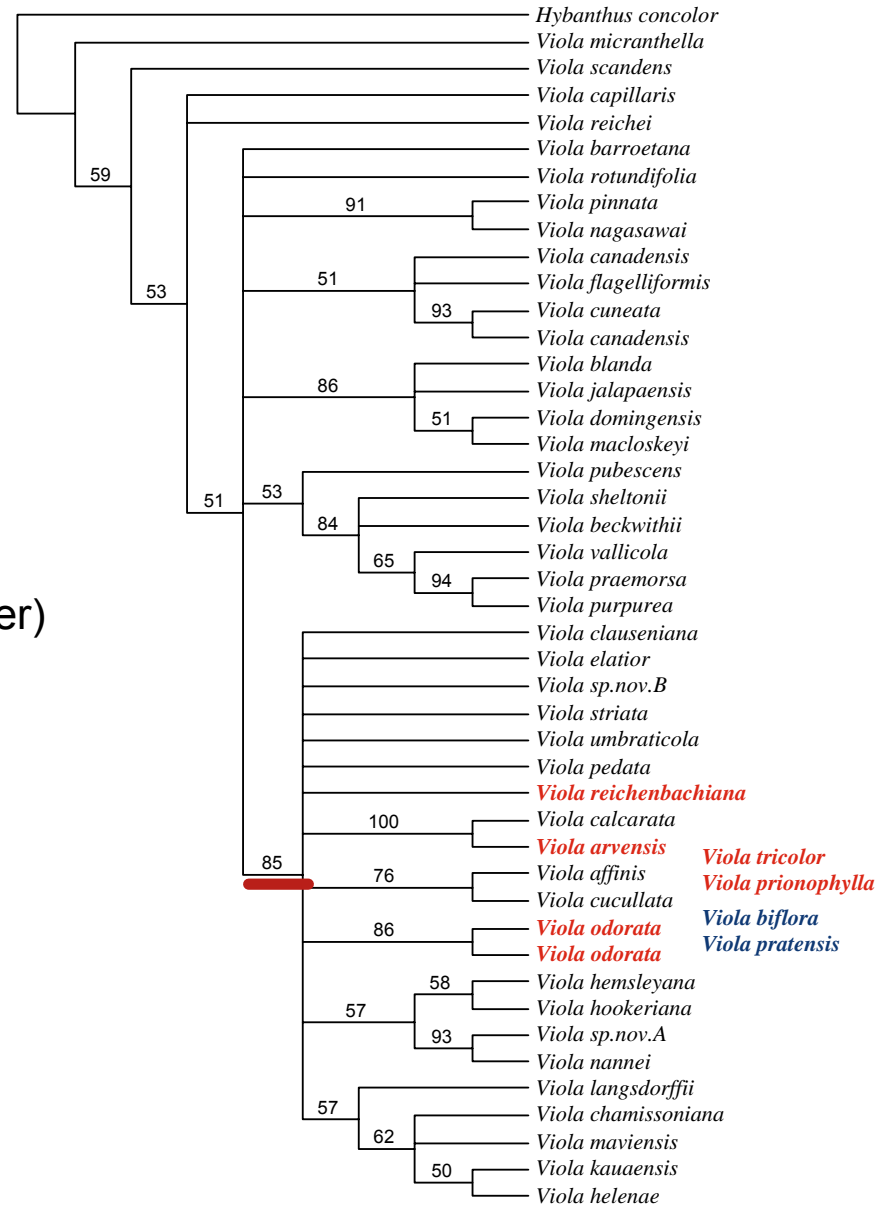 Hybanthus concolor
Viola micranthella
Viola scandens
Viola capillaris
Viola reichei
Viola barroetana
59
Viola rotundifolia
91
Viola pinnata
Viola nagasawai
Viola canadensis
51
Viola flagelliformis
53
93
Viola cuneata
Viola canadensis
Viola blanda
86
Viola jalapaensis
51
Viola domingensis
Viola macloskeyi
Viola pubescens
51
53
Viola sheltonii
84
Viola beckwithii
65
Viola vallicola
94
Viola praemorsa
Viola purpurea
er)
Viola clauseniana
Viola elatior
Viola sp.nov.B
Viola striata
Viola umbraticola
Viola pedata
Viola reichenbachiana
100
Viola calcarata
Viola arvensis
Viola tricolor
85
76
Viola affinis
Viola prionophylla
Viola cucullata
Viola biflora
86
Viola odorata
Viola pratensis
Viola odorata
58
Viola hemsleyana
57
Viola hookeriana
93
Viola sp.nov.A
Viola nannei
Viola langsdorffii
57
Viola chamissoniana
62
Viola maviensis
50
Viola kauaensis
Viola helenae